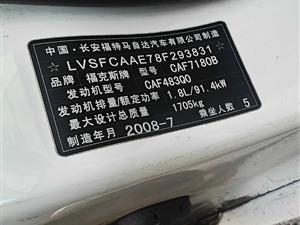 中国·长安福特马自达汽车有限公司制造
LVSFCAAE78F293831
品牌 福克斯牌 型号 CAF7180B
发动机型号 CAF483Q0
发动机排量/额定功率 1.8L/91.4kW
最大设计总质量 1705kg
制造年月 2008-7 乘坐人数 5